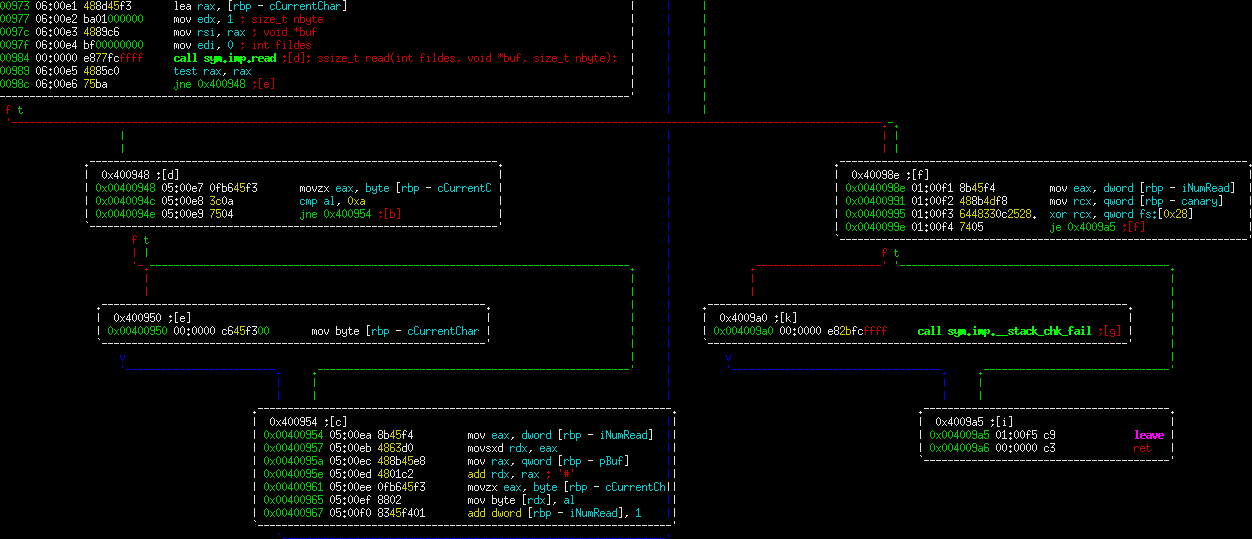 00973 06:00e1 488d45f3 lea rax, [rbp - cCurrentChar]
00977 06:00e2 ba01000000 mov edx, 1 ; size_t nbyte
0097c 06:00e3 4889c6 mov rsi, rax ; void *buf
0097f 06:00e4 bf00000000 mov edi, 0 ; int fildes
00984 00:0000 e877fcffff call sym.imp.read ;[d]; ssize_t read(int fildes, void *buf, size_t nbyte);
00989 06:00e5 4885c0 test rax, rax
0098c 06:00e6 75ba jne 0x400948 ;[e]
f t
0x400948 ;[d]
0x00400948 05:00e7 0fb645f3 movzx eax, byte [rbp - cCurrentC
0x0040094c 05:00e8 3c0a cmp al, 0xa
0x0040094e 05:00e9 7504 jne 0x400954 ;[b]
f t
0x40098e ;[f]
0x0040098e 01:00f1 8b45f4 mov eax, dword [rbp - iNumRead]
0x00400991 01:00f2 488b4df8 mov rcx, qword [rbp - canary]
0x00400995 01:00f3 6448330c2528. xor rcx, qword fs:[0x28]
0x0040099e 01:00f4 7405 je 0x4009a5 ;[f]
f t
0x400950 ;[e]
0x00400950 00:0000 c645f300 mov byte [rbp - cCurrentChar
v
0x4009a0 ;[k]
0x004009a0 00:0000 e82bfcffff call sym.imp.__stack_chk_fail ;[g]
v
0x400954 ;[c]
0x00400954 05:00ea 8b45f4 mov eax, dword [rbp - iNumRead]
0x00400957 05:00eb 4863d0 movsxd rdx, eax
0x0040095a 05:00ec 488b45e8 mov rax, qword [rbp - pBuf]
0x0040095e 05:00ed 4801c2 add rdx, rax ; '#'
0x00400961 05:00ee 0fb645f3 movzx eax, byte [rbp - cCurrentCh
0x00400965 05:00ef 8802 mov byte [rdx], al
0x00400967 05:00f0 8345f401 add dword [rbp - iNumRead], 1
0x4009a5 ;[i]
0x004009a5 01:00f5 c9 leave
0x004009a6 00:0000 c3 ret